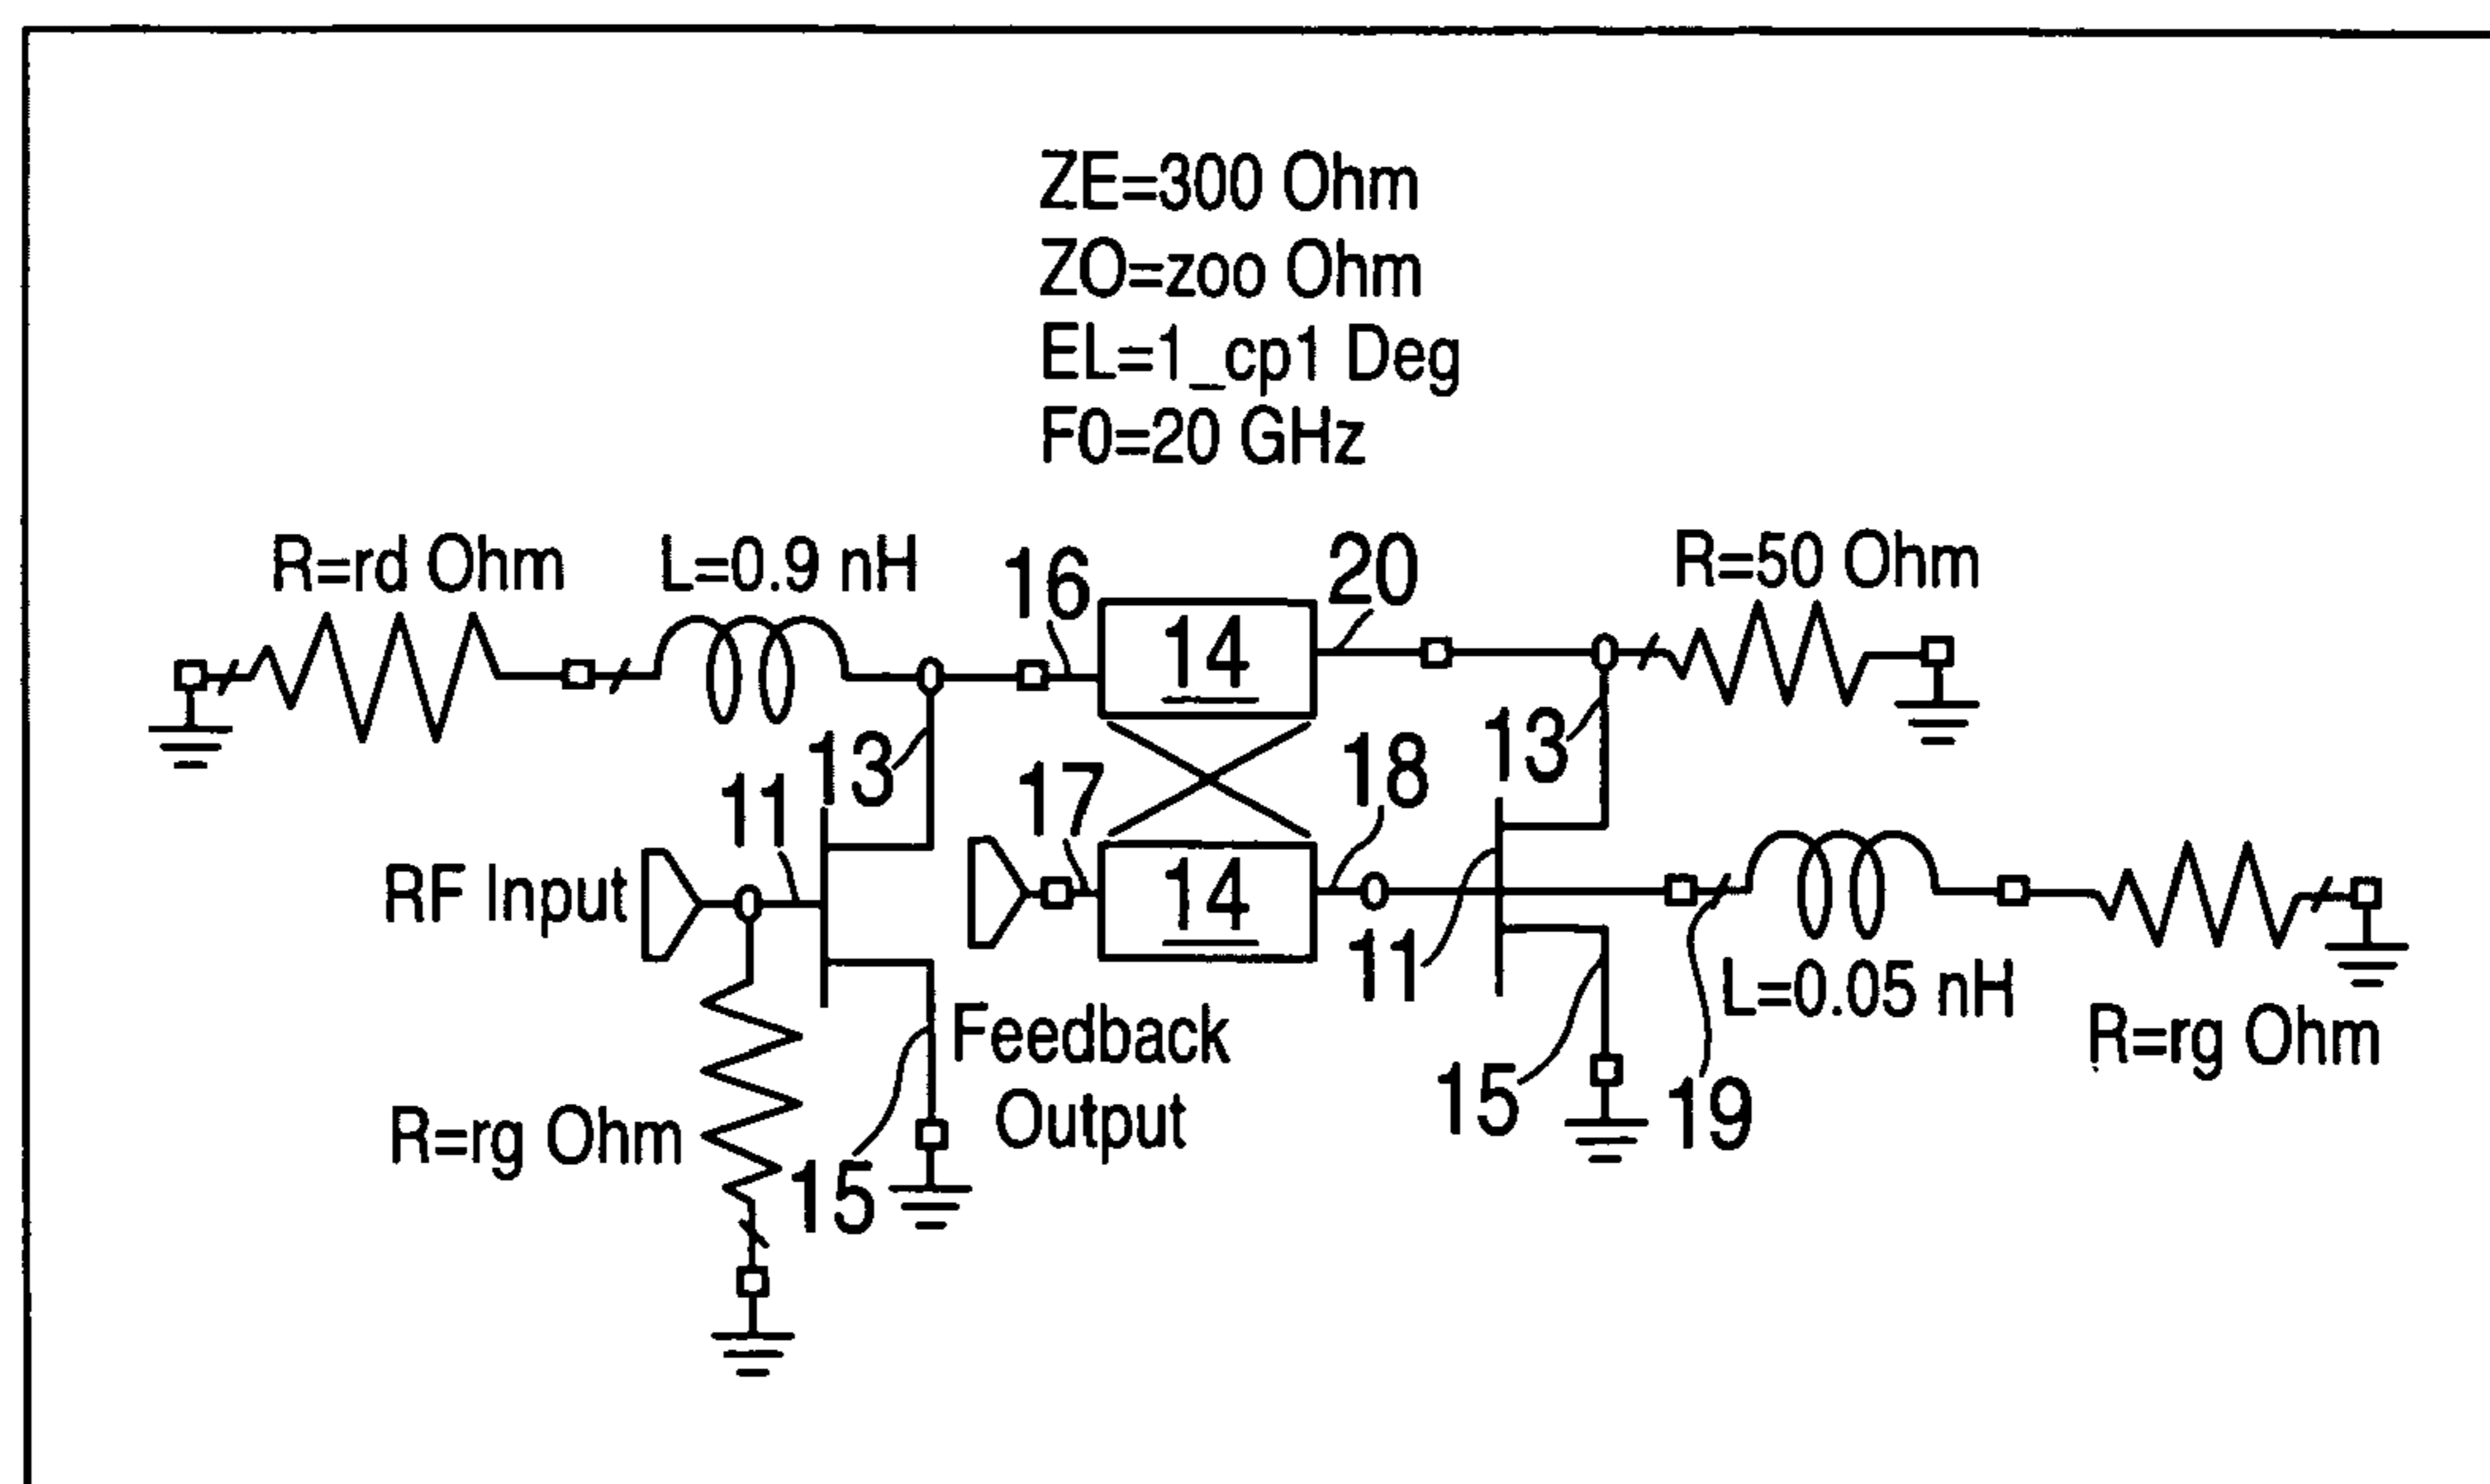 ZE=300 Ohm
ZO=zoo Ohm
EL=1_cp1 Deg
F0=20 GHz
R=rd Ohm
L=0.9 nH
16
20
R=50 Ohm
14
13
13
11
17
18
RF Input
14
11
L=0.05 nH
Feedback
Output
R=rg Ohm
15
19
R=rg Ohm
15